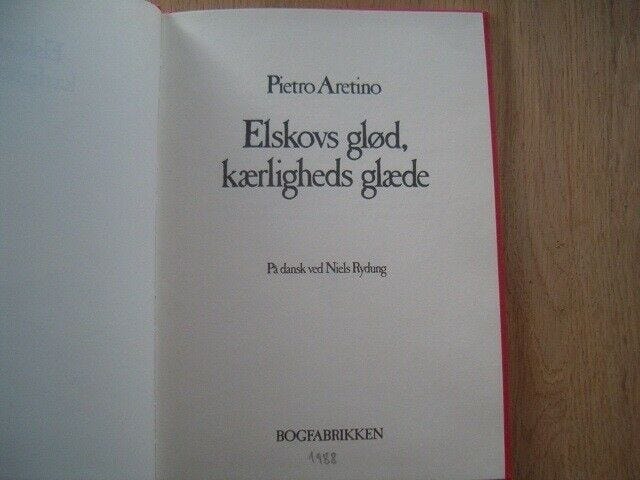 Pietro Aretino
Elskovs glød,
kærligheds glæde
På dansk ved Niels Rydung
BOGFABRIKKEN
1988